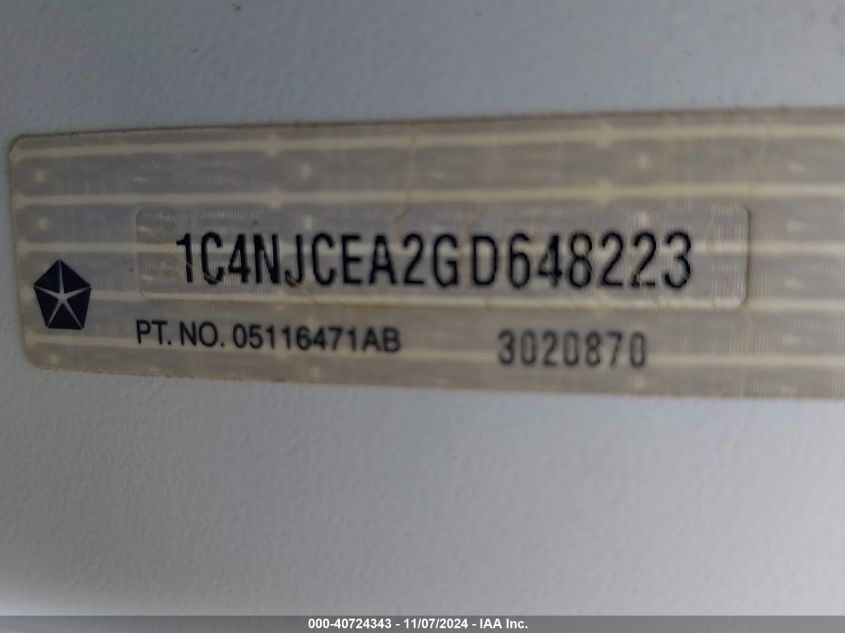 1C4NJCEA2GD648223
PT. NO. 05116471AB 3020870
000-40724343 - 11/07/2024 - IAA Inc.